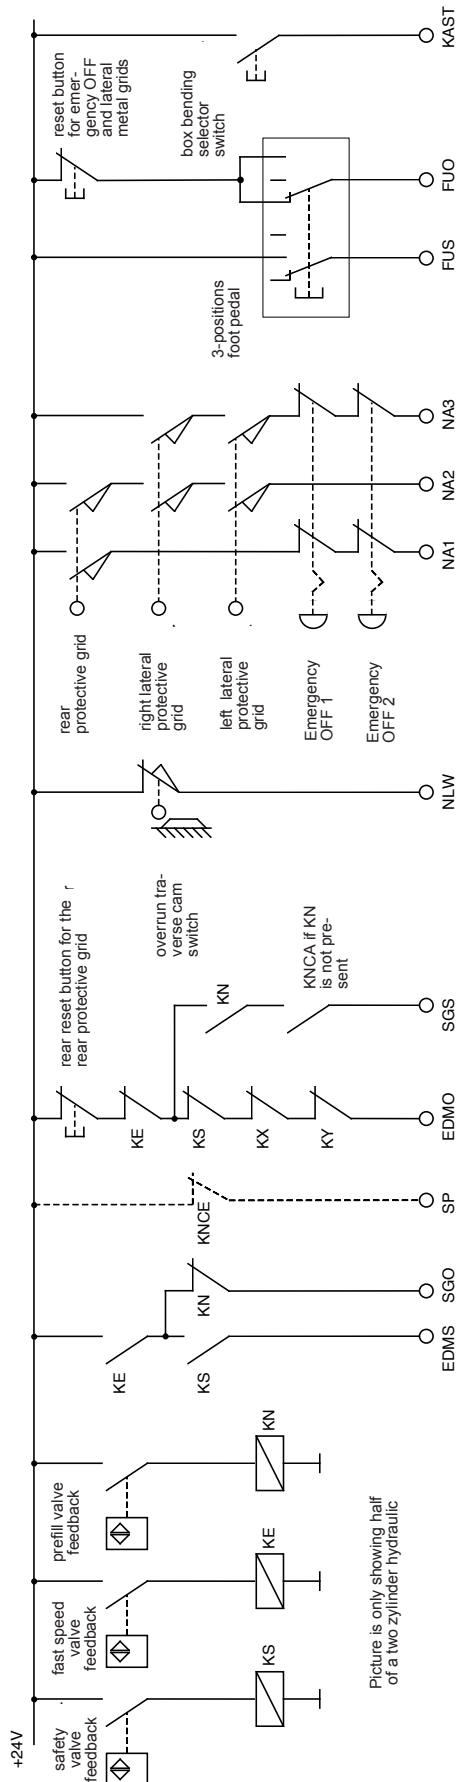 +24V
safety
valve
feedback
KS
fast speed
valve
feedback
KE
prefill valve
feedback
KN
Picture is only showing half
of a two zylinder hydraulic
KE
KS
KN
EDMS
SGO
KNCE
SP
rear reset button for the
rear protective grid
KE
KS
KX
KY
EDMO
KN
KNCA if KN
is not pre-
sent
SGS
overrun tra-
verse cam
switch
NLW
rear
protective grid
right lateral
protective
grid
left lateral
protective
grid
Emergency
OFF 1
Emergency
OFF 2
NA1
NA2
NA3
3-positions
foot pedal
FUS
FUO
reset button
for emer-
gency OFF
and lateral
metal grids
box bending
selector
switch
KAST